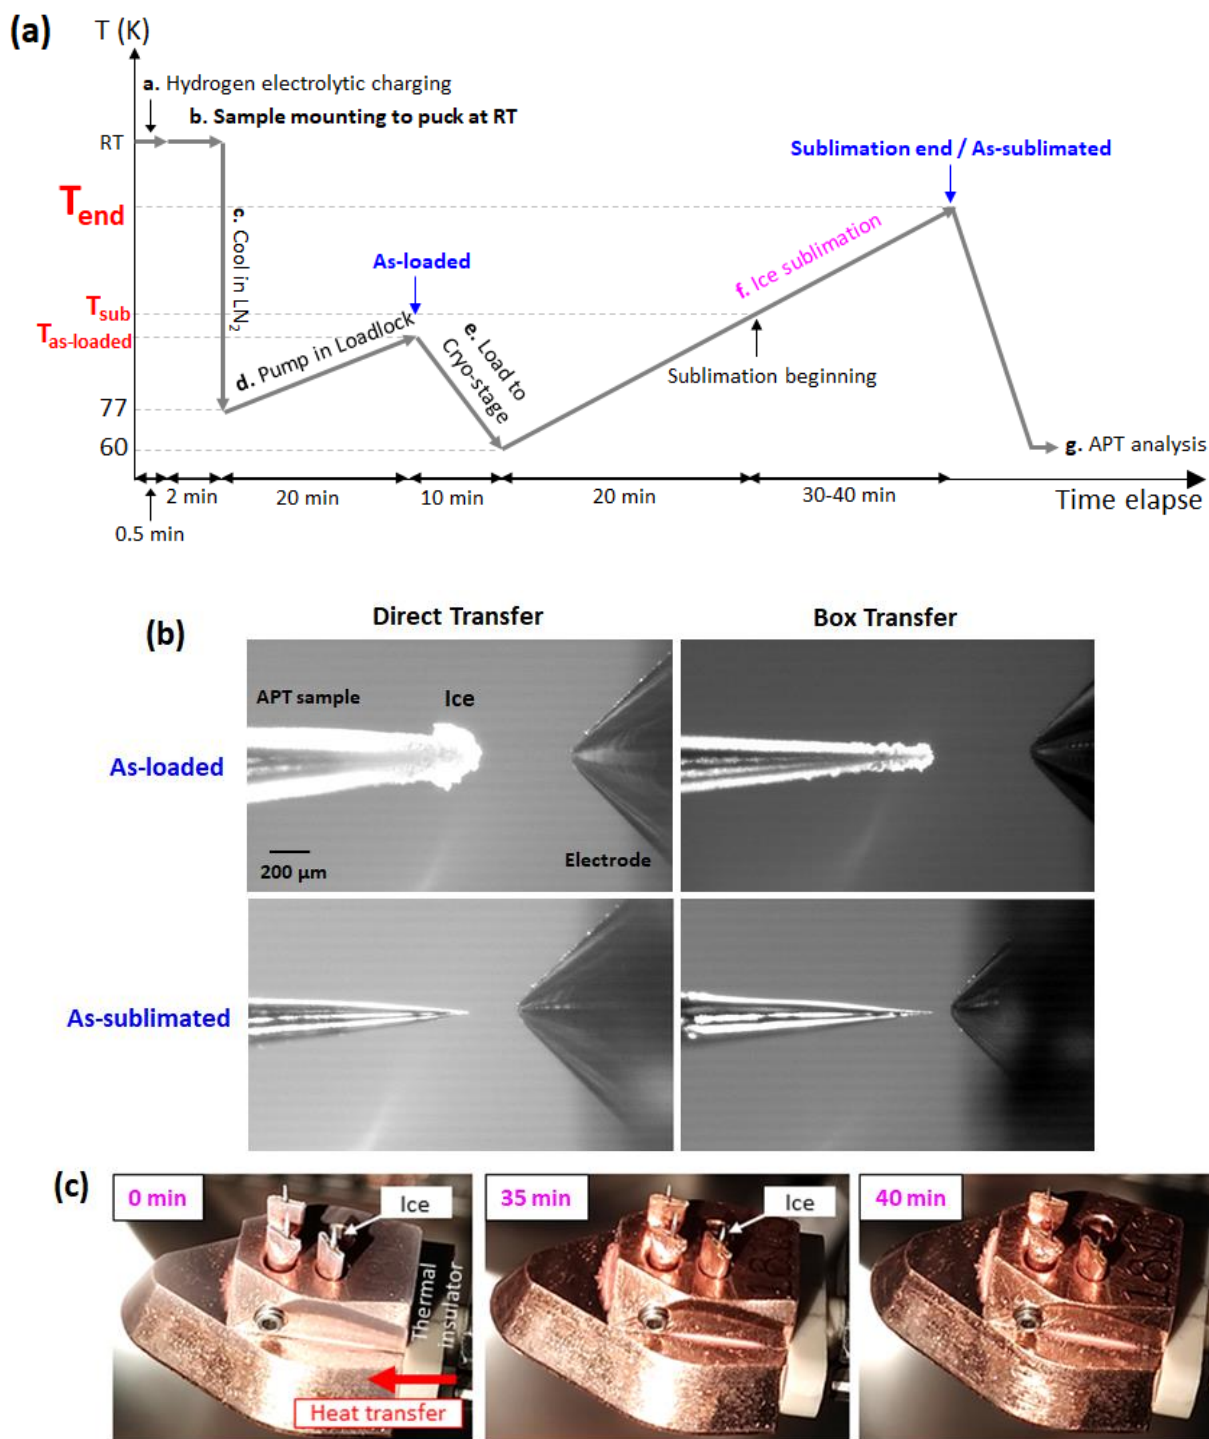 (a)
T (K)
a. Hydrogen electrolytic charging
b. Sample mounting to puck at RT
RT
Sublimation end / As-sublimated
Tend
c. Cool in LN2
As-loaded
f. Ice sublimation
Tsub
Tas-loaded
d. Pump in Loadlock
e. Load to
Cryo-stage
Sublimation beginning
77
60
g. APT analysis
2 min
20 min
10 min
20 min
30-40 min
Time elapse
0.5 min
(b)
Direct Transfer
Box Transfer
APT sample
Ice
As-loaded
200 µm
Electrode
As-sublimated
(c)
0 min
Ice
35 min
Ice
40 min
Thermal
insulator
Heat transfer